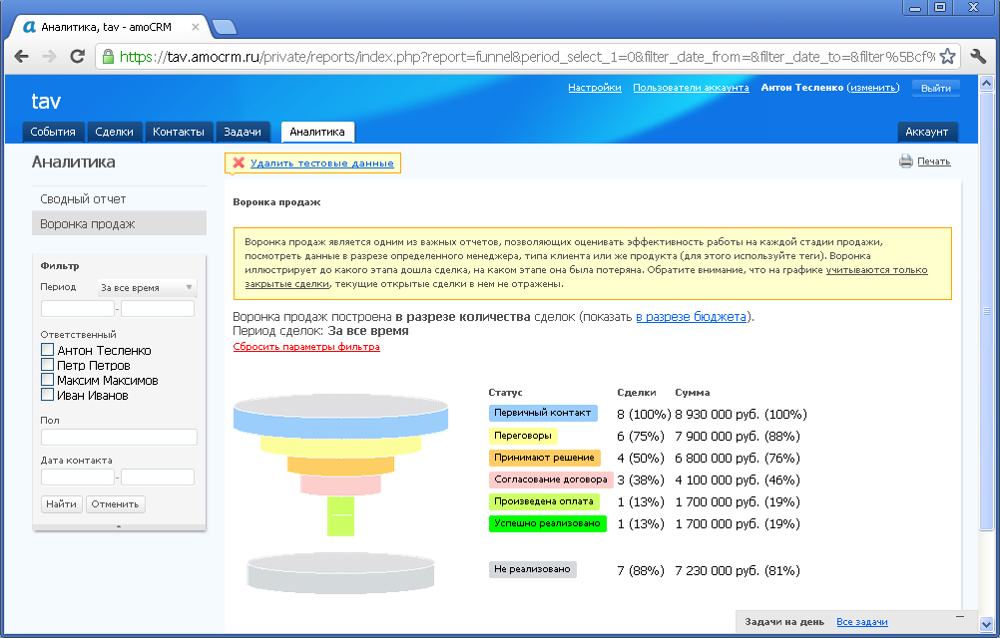 Аналитика, tav - amoCRM
https://tav.amocrm.ru/private/reports/index.php?report=funnel&period_select_1=0&filter_date_from=&filter_date_to=&filter%5Bcf%
tav
Настройки Пользователи аккаунта Антон Тесленко (изменить) Выйти
События Сделки Контакты Задачи Аналитика Аккаунт
Аналитика
Удалить тестовые данные
Печать
Сводный отчет
Воронка продаж
Фильтр
Период За все время
-
Ответственный
Антон Тесленко
Петр Петров
Максим Максимов
Иван Иванов
Пол
Дата контакта
-
Найти Отменить
Воронка продаж
Воронка продаж является одним из важных отчетов, позволяющих оценивать эффективность работы на каждой стадии продажи,
посмотреть данные в разрезе определенного менеджера, типа клиента или же продукта (для этого используйте теги). Воронка
иллюстрирует до какого этапа дошла сделка, на каком этапе она была потеряна. Обратите внимание, что на графике учитываются только
закрытые сделки, текущие открытые сделки в нем не отражены.
Воронка продаж построена в разрезе количества сделок (показать в разрезе бюджета).
Период сделок: За все время
Сбросить параметры фильтра
Статус Сделки Сумма
Первичный контакт 8 (100%) 8 930 000 руб. (100%)
Переговоры 6 (75%) 7 900 000 руб. (88%)
Принимают решение 4 (50%) 6 800 000 руб. (76%)
Согласование договора 3 (38%) 4 100 000 руб. (46%)
Произведена оплата 1 (13%) 1 700 000 руб. (19%)
Успешно реализовано 1 (13%) 1 700 000 руб. (19%)
Не реализовано 7 (88%) 7 230 000 руб. (81%)
Задачи на день Все задачи